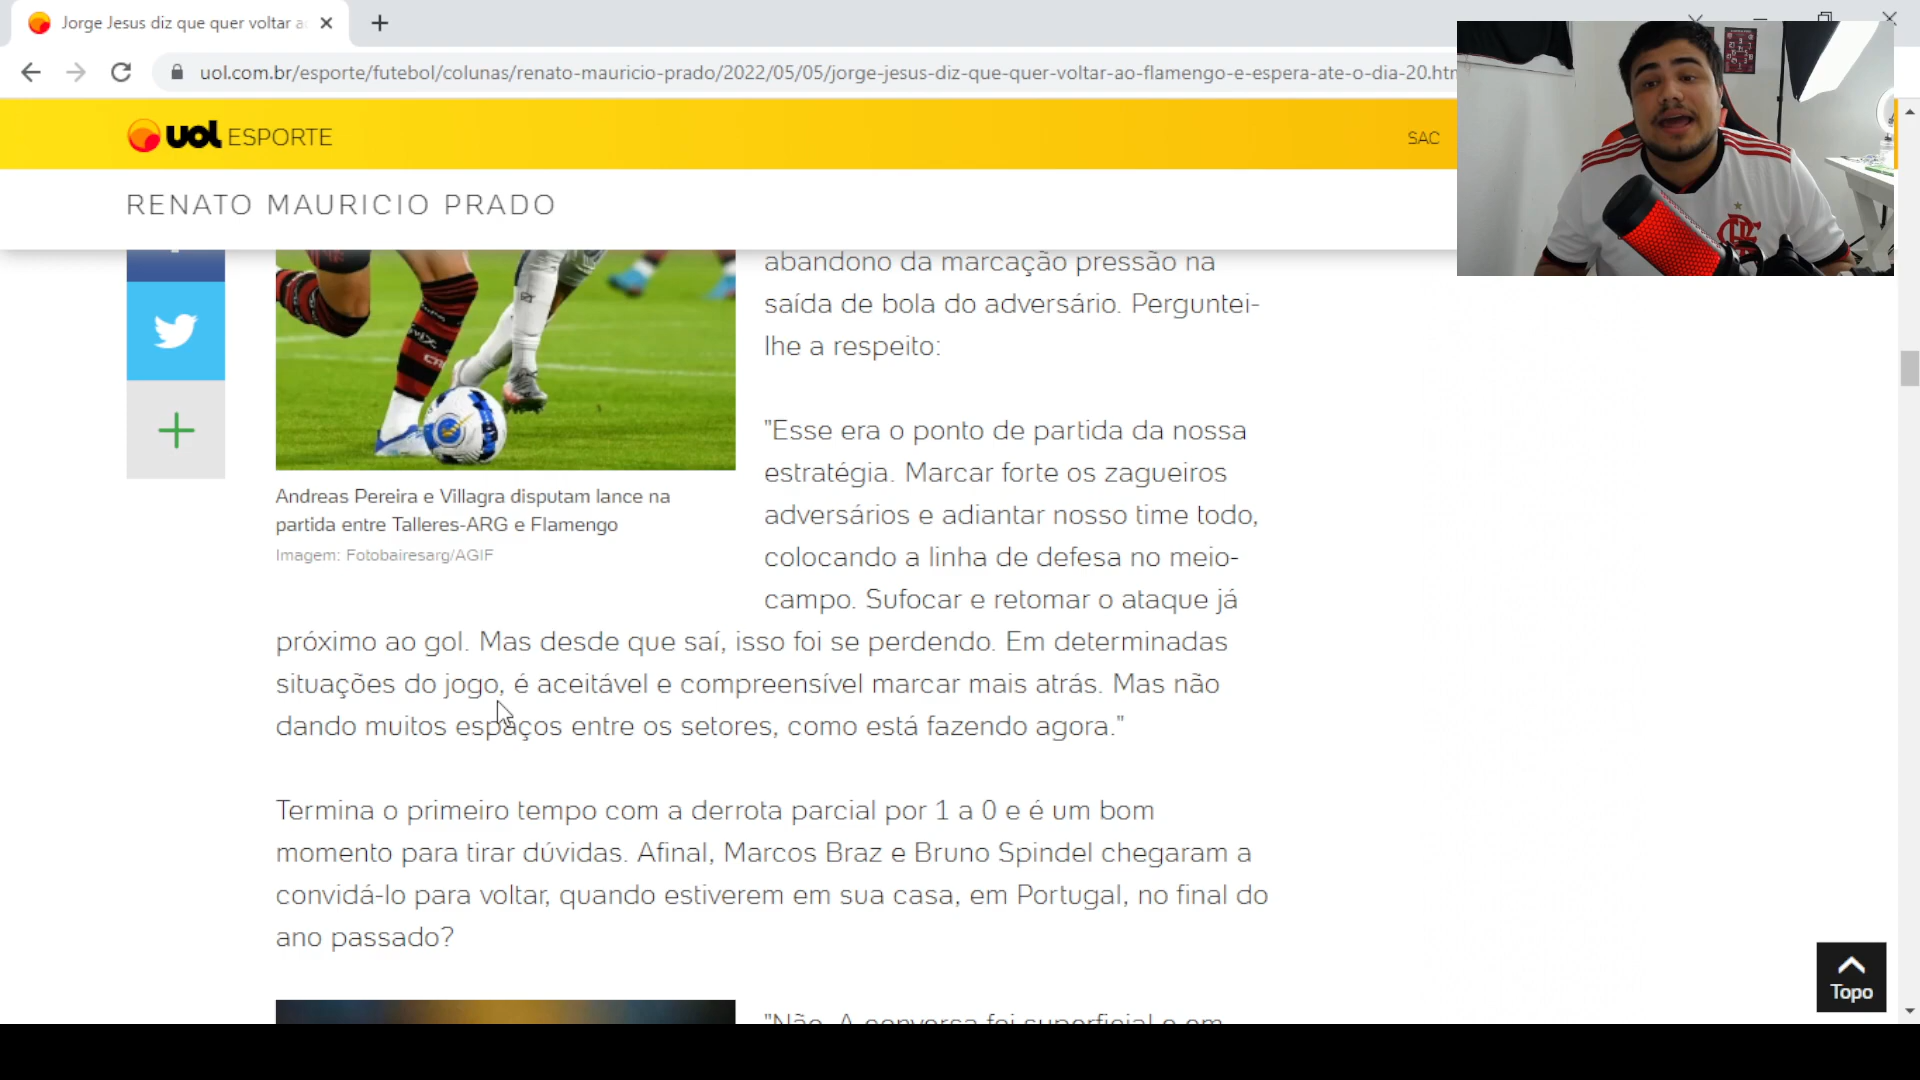 Jorge Jesus diz que quer voltar a
uol.com.br/esporte/futebol/colunas/renato-mauricio-prado/2022/05/05/jorge-jesus-diz-que-quer-voltar-ao-flamengo-e-espera-ate-o-dia-20.htm
uol ESPORTE
SAC
RENATO MAURICIO PRADO
abandono da marcação pressão na
saída de bola do adversário. Perguntei-
lhe a respeito:
"Esse era o ponto de partida da nossa
estratégia. Marcar forte os zagueiros
adversários e adiantar nosso time todo,
colocando a linha de defesa no meio-
campo. Sufocar e retomar o ataque já
Andreas Pereira e Villagra disputam lance na
partida entre Talleres-ARG e Flamengo
Imagem: Fotobairesarg/AGIF
próximo ao gol. Mas desde que saí, isso foi se perdendo. Em determinadas
situações do jogo, é aceitável e compreensível marcar mais atrás. Mas não
dando muitos espaços entre os setores, como está fazendo agora."
Termina o primeiro tempo com a derrota parcial por 1 a 0 e é um bom
momento para tirar dúvidas. Afinal, Marcos Braz e Bruno Spindel chegaram a
convidá-lo para voltar, quando estiverem em sua casa, em Portugal, no final do
ano passado?
"Não. A conversa foi superficial e em
Topo